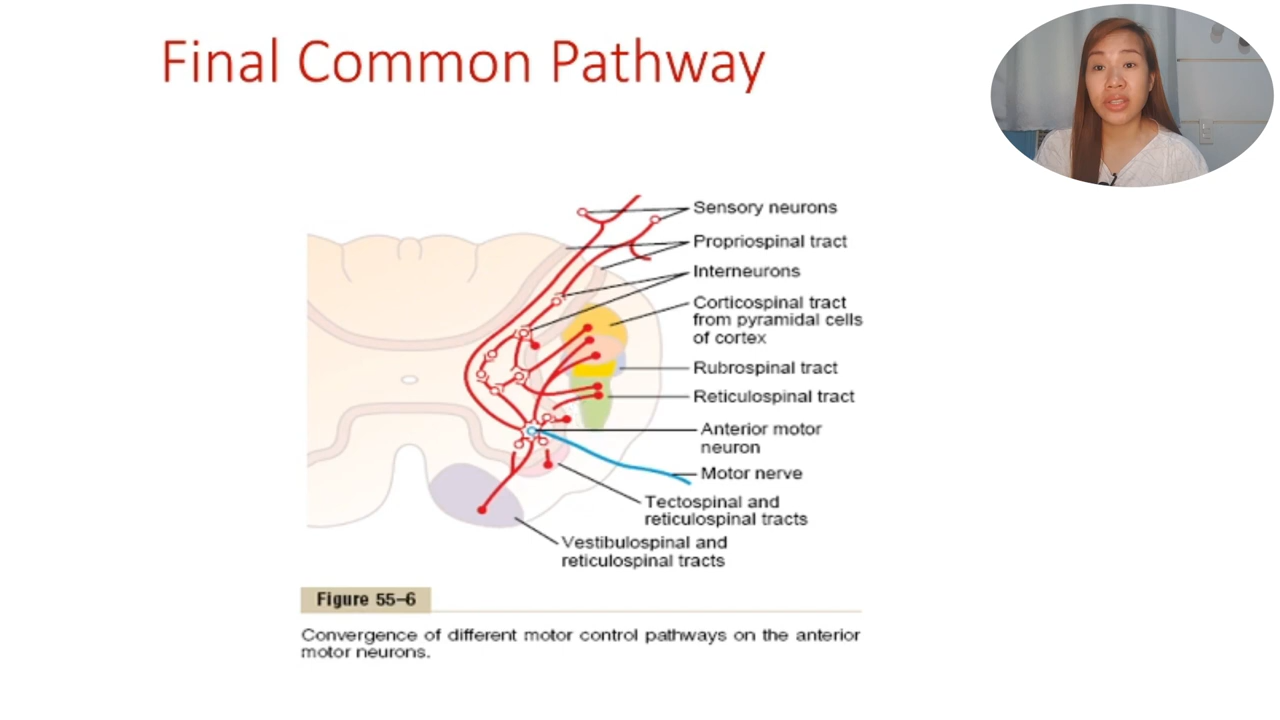 Final Common Pathway
Sensory neurons
Propriospinal tract
Interneurons
Corticospinal tract
from pyramidal cells
of cortex
Rubrospinal tract
Reticulospinal tract
Anterior motor
neuron
Motor nerve
Tectospinal and
reticulospinal tracts
Vestibulospinal and
reticulospinal tracts
Figure 55–6
Convergence of different motor control pathways on the anterior
motor neurons.